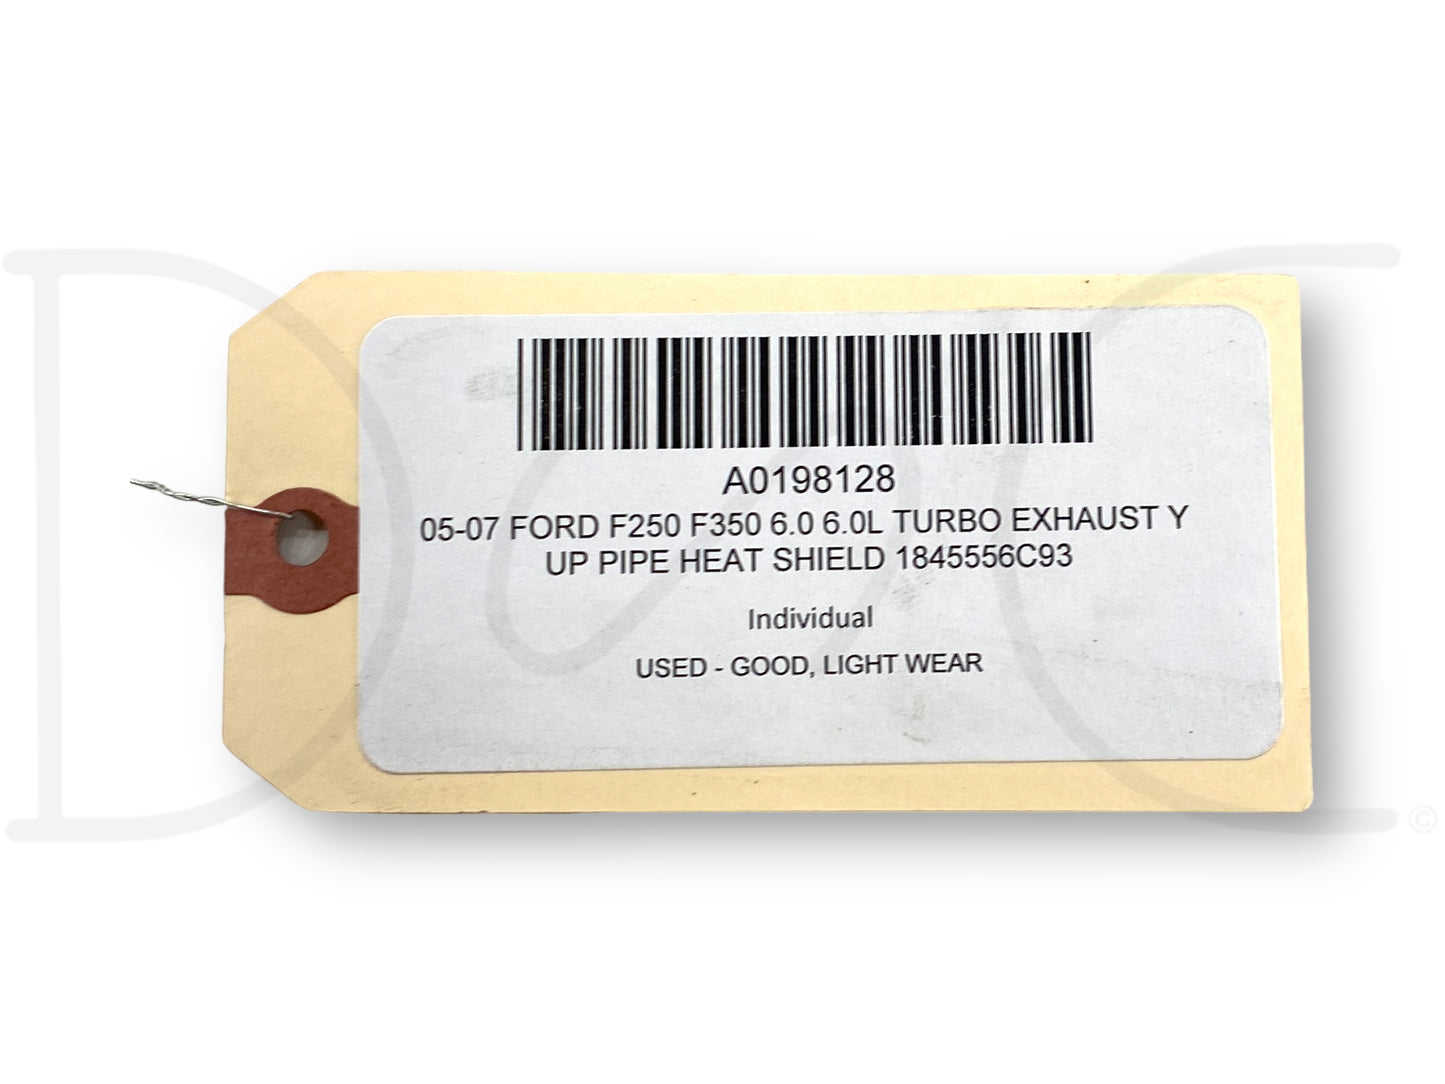 A0198128
05-07 FORD F250 F350 6.0 6.0L TURBO EXHAUST Y
UP PIPE HEAT SHIELD 1845556C93
Individual
USED - GOOD, LIGHT WEAR
©